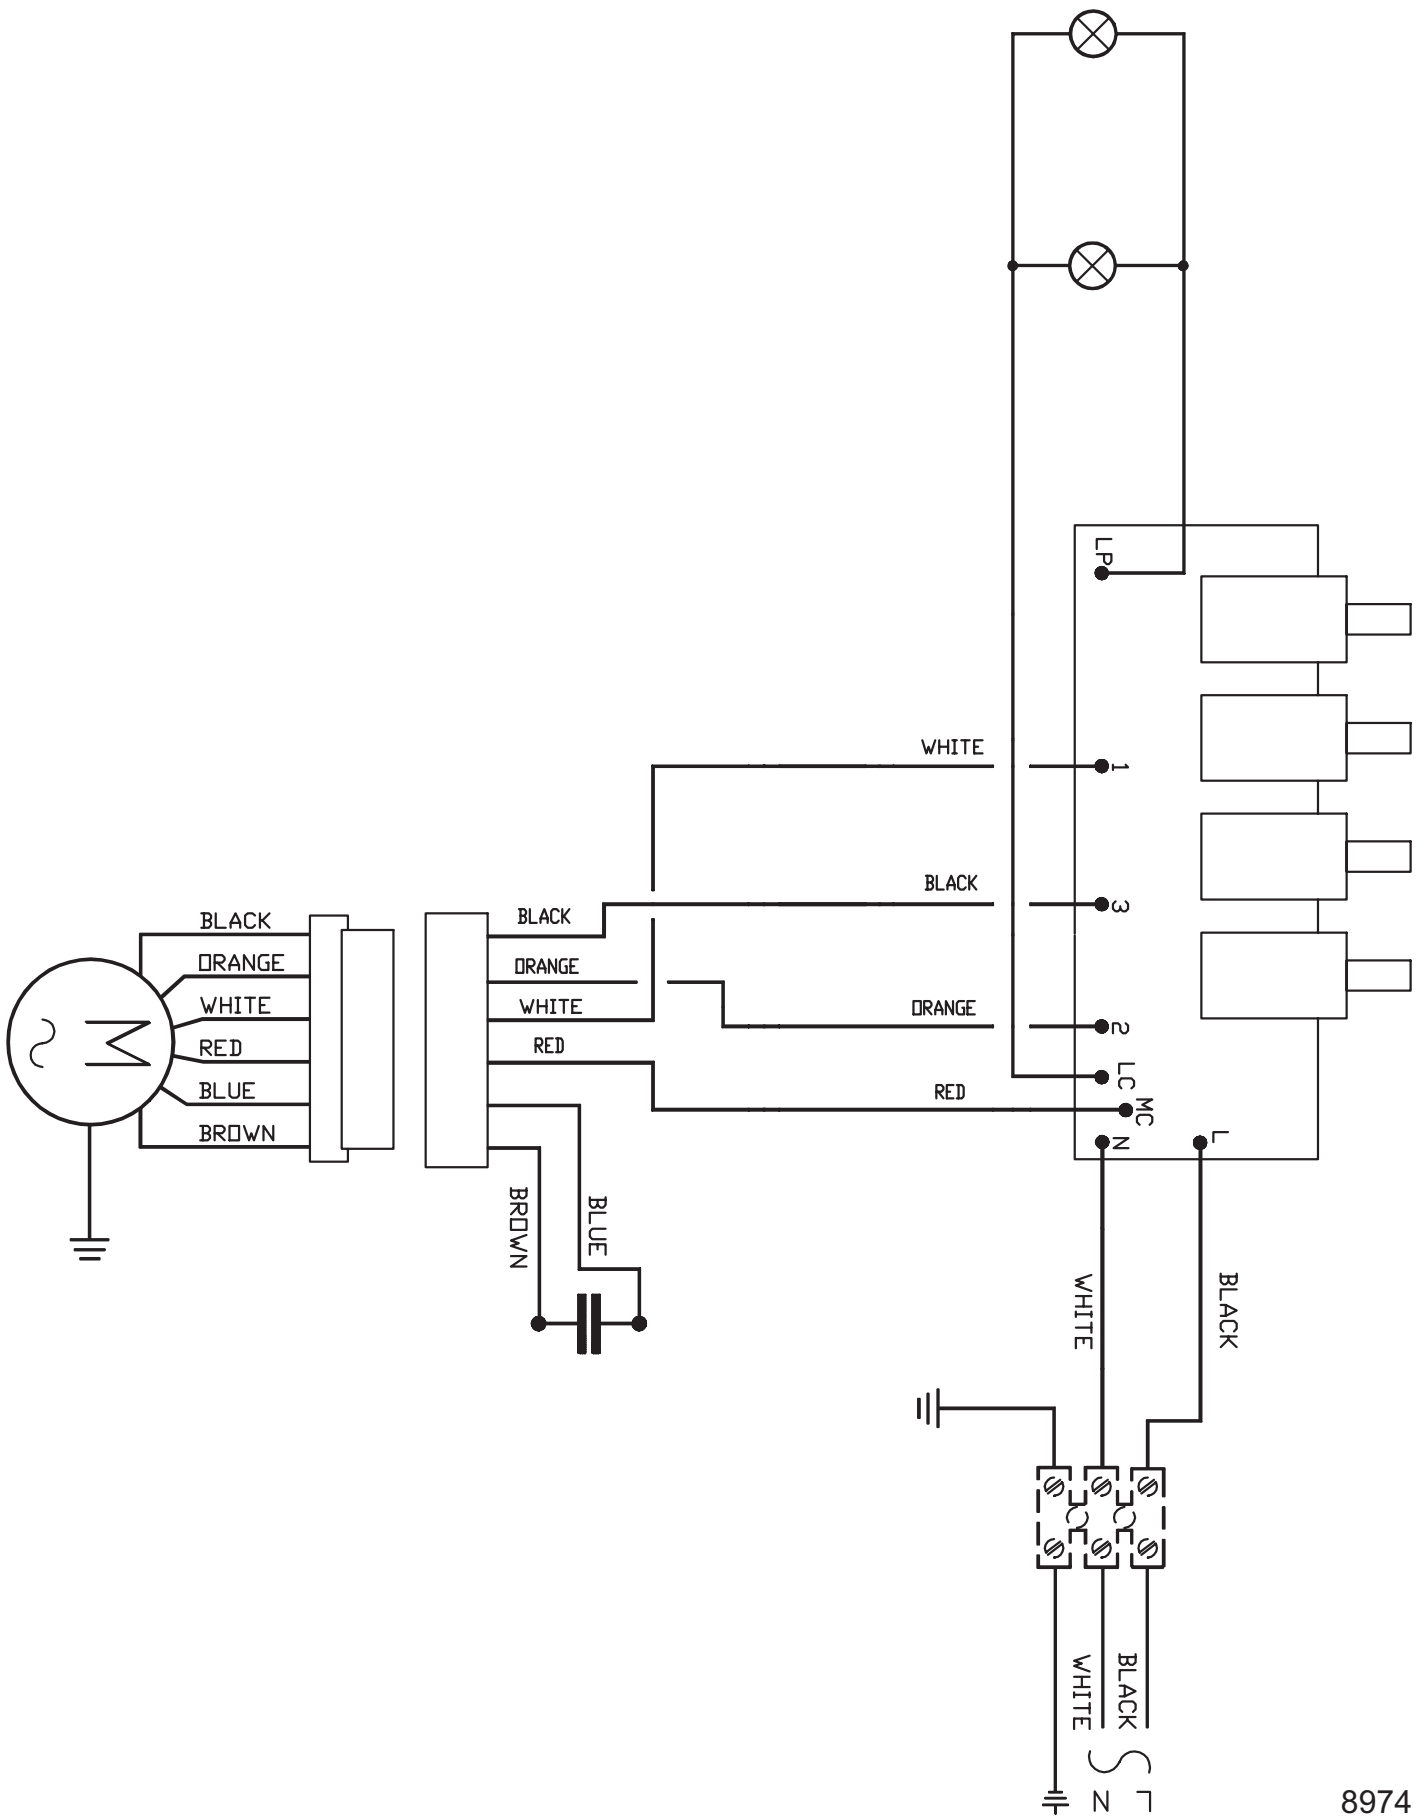 LP
WHITE
1
BLACK
3
BLACK
BLACK
ORANGE
ORANGE
WHITE
WHITE
ORANGE
2
RED
RED
LC
BLUE
RED
MC
BROWN
N
L
BROWN
BLUE
WHITE
BLACK
M
WHITE
BLACK
N
L
8974